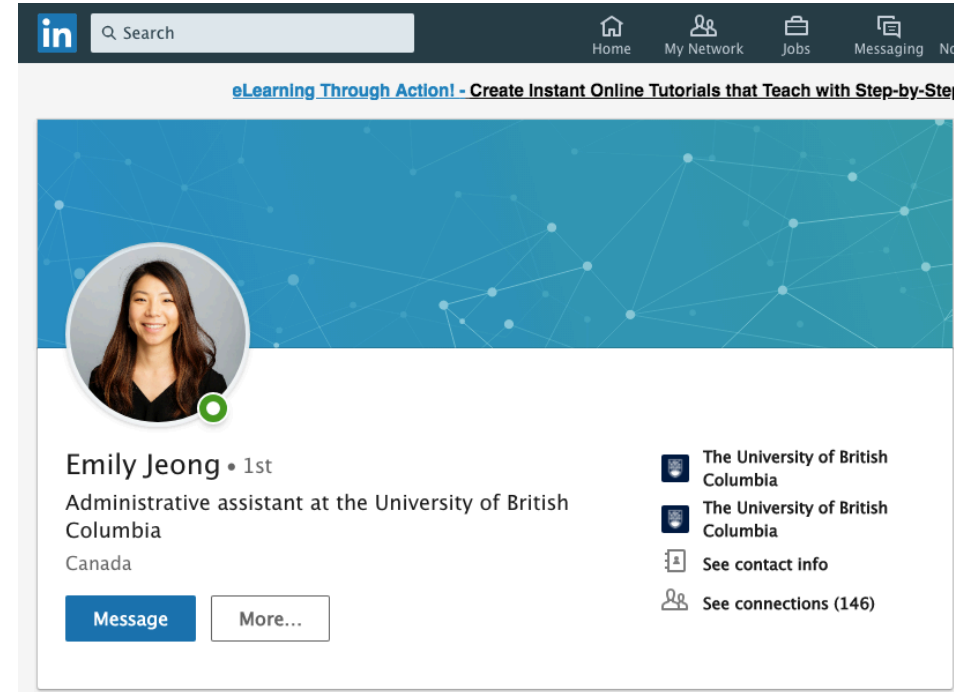 in
Search
Home
My Network
Jobs
Messaging
eLearning Through Action! - Create Instant Online Tutorials that Teach with Step-by-Step
Emily Jeong • 1st
Administrative assistant at the University of British
Columbia
Canada
Message
More...
The University of British
Columbia
The University of British
Columbia
See contact info
See connections (146)